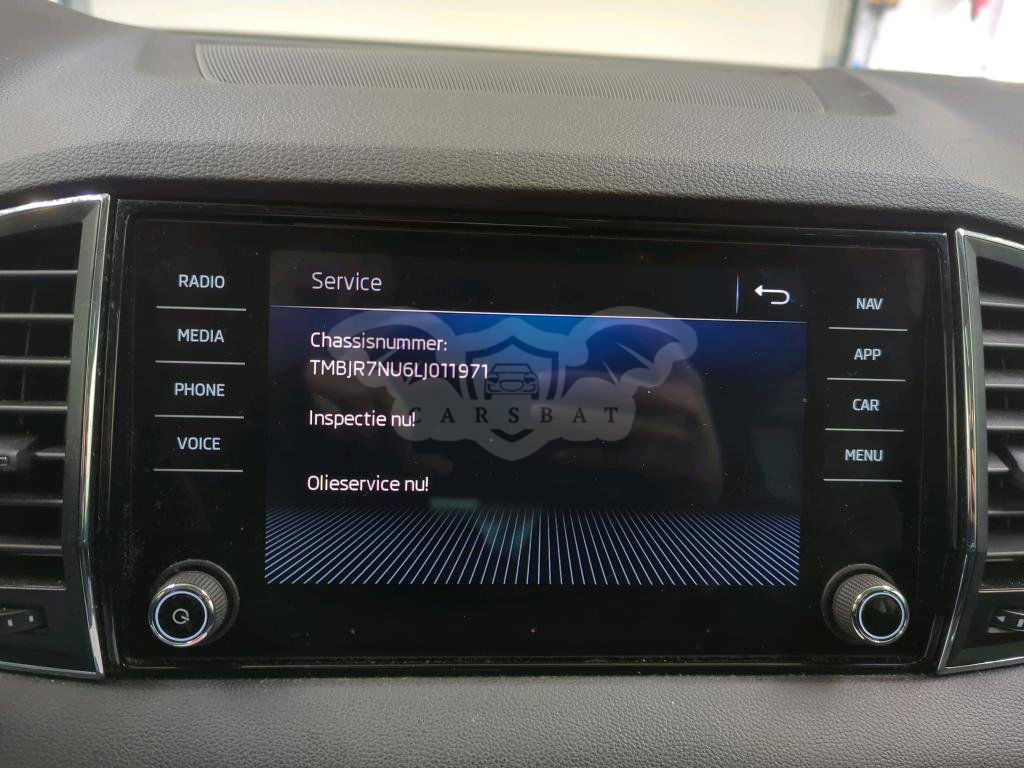 RADIO
MEDIA
PHONE
VOICE
Service
Chassisnummer:
TMBJR7NU6LJ011971
Inspectie nu!
Olieservice nu!
CARSBAT
NAV
APP
CAR
MENU